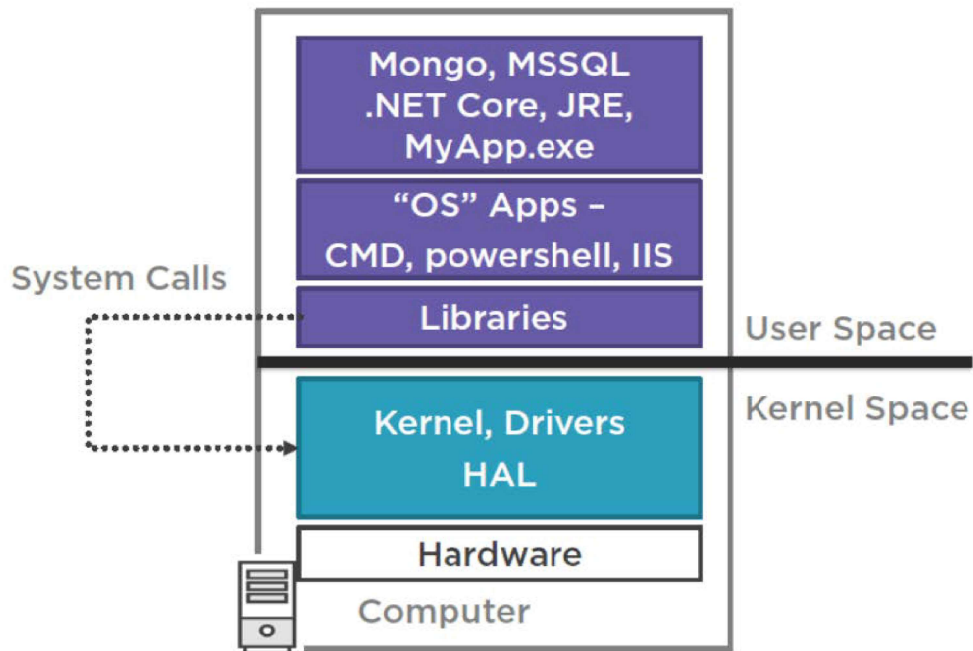 Mongo, MSSQL
.NET Core, JRE,
MyApp.exe
“OS” Apps –
CMD, powershell, IIS
System Calls
Libraries
User Space
Kernel Space
Kernel, Drivers
HAL
Hardware
Computer